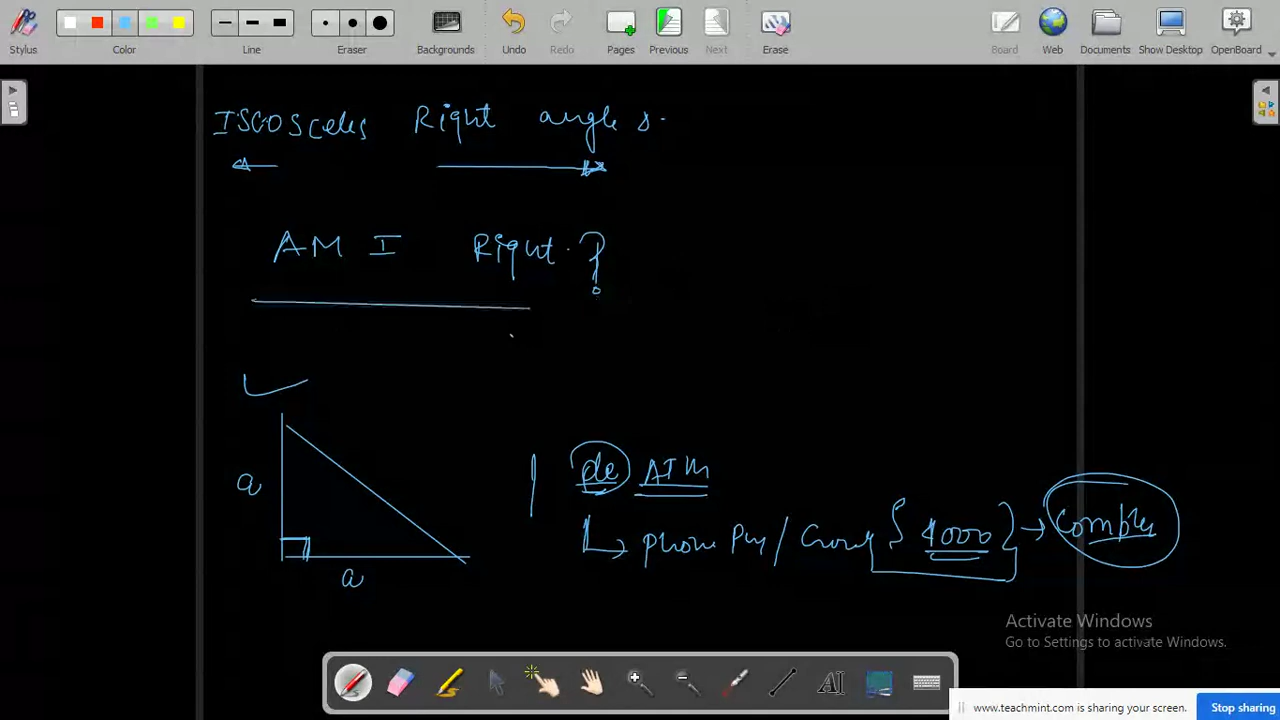 Stylus Color Line Eraser Backgrounds Undo Redo Pages Previous Next Erase Board Web Documents Show Desktop OpenBoard
ISCOSceles Right angle s.
AM I Right. ?
a
a
de ATM
phone Pay / { 4000 } →
Activate Windows
Go to Settings to activate Windows.
www.teachmint.com is sharing your screen. Stop sharing